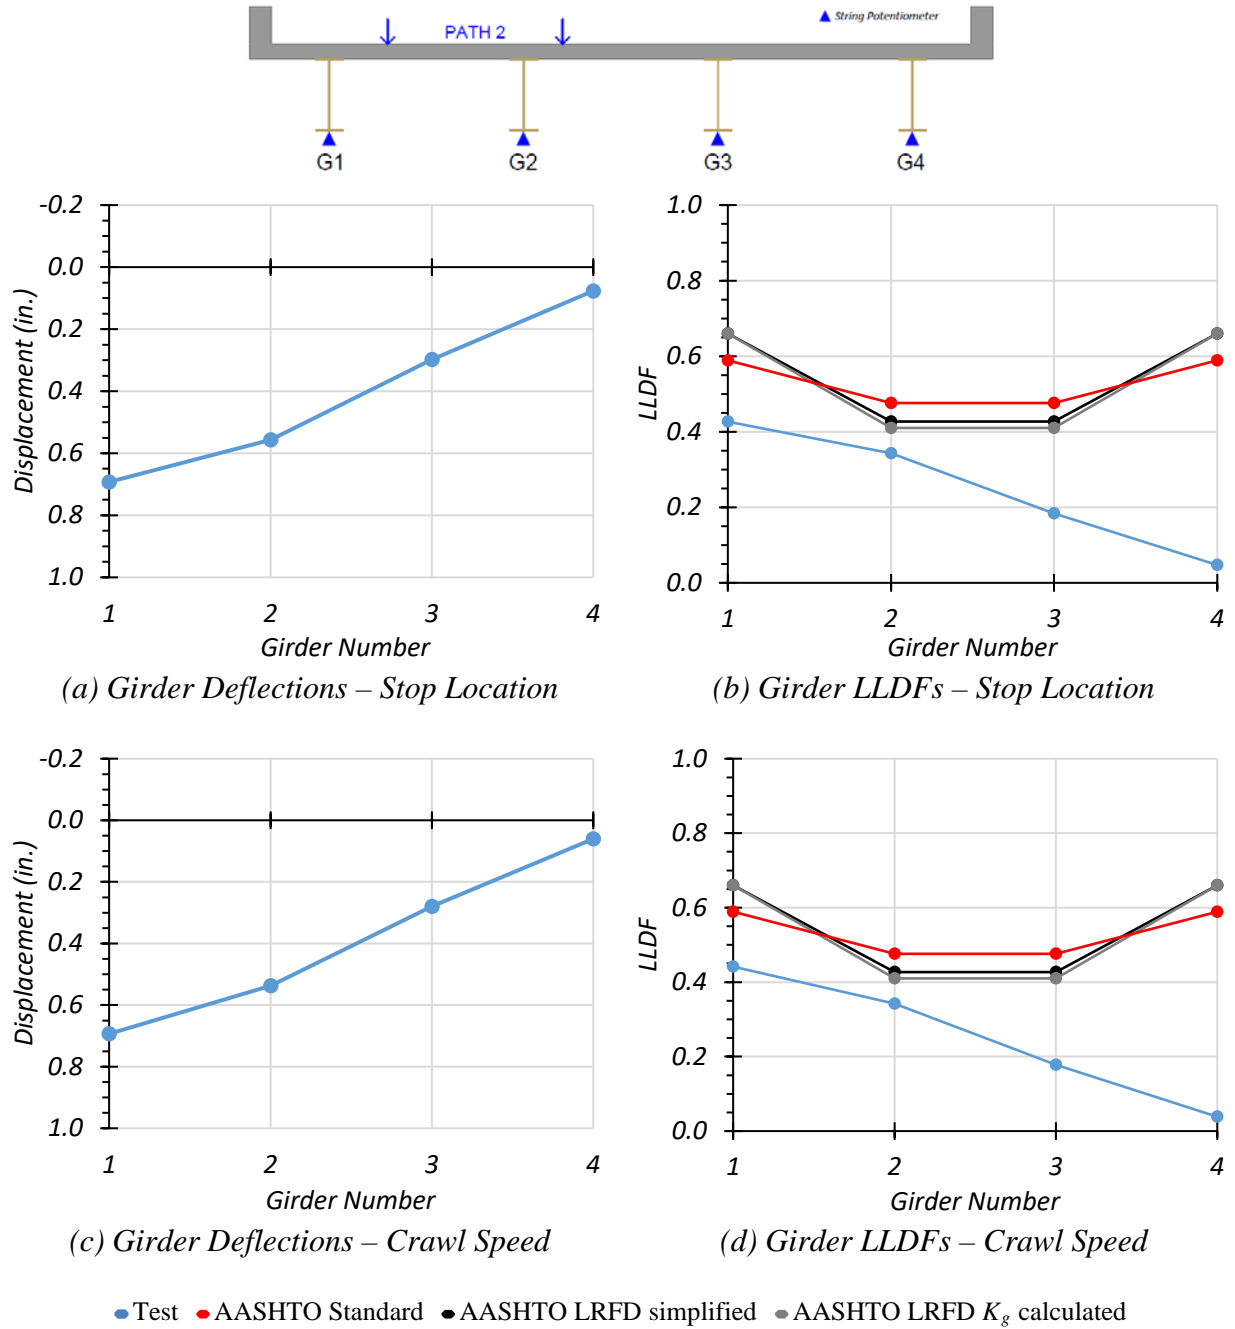 String Potentiometer
PATH 2
G1 G2 G3 G4
-0.2
0.0
0.2
0.4
0.6
0.8
1.0
Displacement (in.)
1 2 3 4
Girder Number
(a) Girder Deflections – Stop Location
1.0
0.8
0.6
0.4
0.2
0.0
LLDF
1 2 3 4
Girder Number
(b) Girder LLDFs – Stop Location
-0.2
0.0
0.2
0.4
0.6
0.8
1.0
Displacement (in.)
1 2 3 4
Girder Number
(c) Girder Deflections – Crawl Speed
1.0
0.8
0.6
0.4
0.2
0.0
LLDF
1 2 3 4
Girder Number
(d) Girder LLDFs – Crawl Speed
Test AASHTO Standard AASHTO LRFD simplified AASHTO LRFD Kg calculated